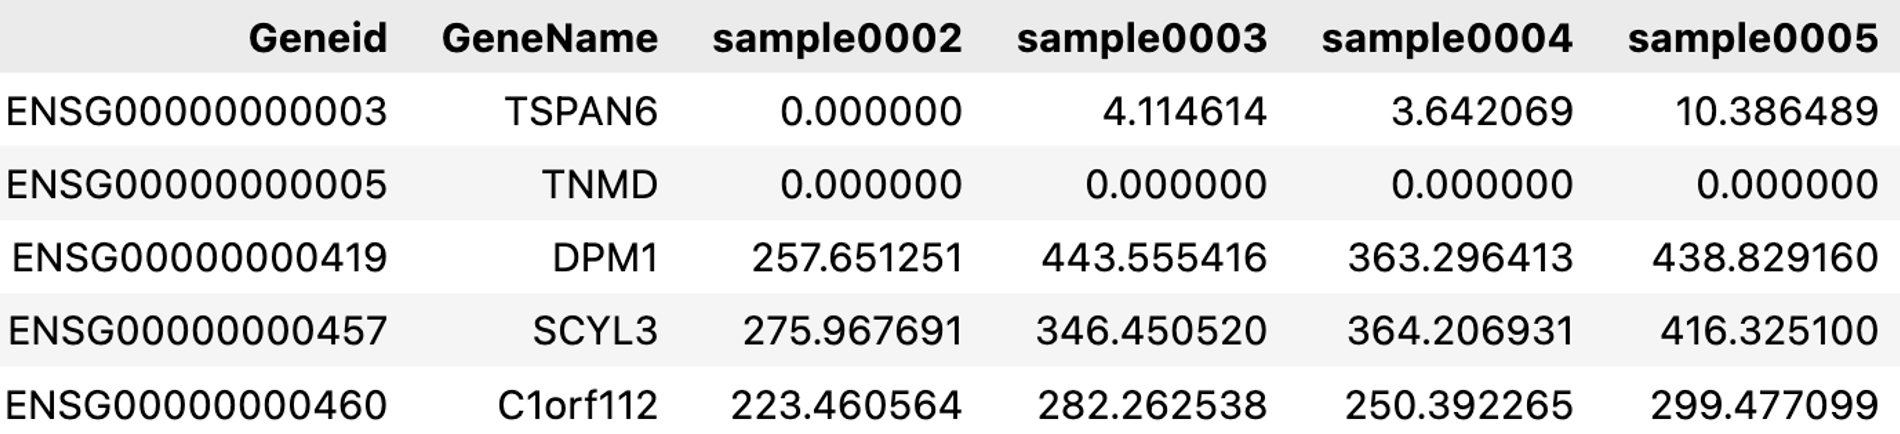 Geneid GeneName sample0002 sample0003 sample0004 sample0005
ENSG00000000003 TSPAN6 0.000000 4.114614 3.642069 10.386489
ENSG00000000005 TNMD 0.000000 0.000000 0.000000 0.000000
ENSG00000000419 DPM1 257.651251 443.555416 363.296413 438.829160
ENSG00000000457 SCYL3 275.967691 346.450520 364.206931 416.325100
ENSG00000000460 C1orf112 223.460564 282.262538 250.392265 299.477099